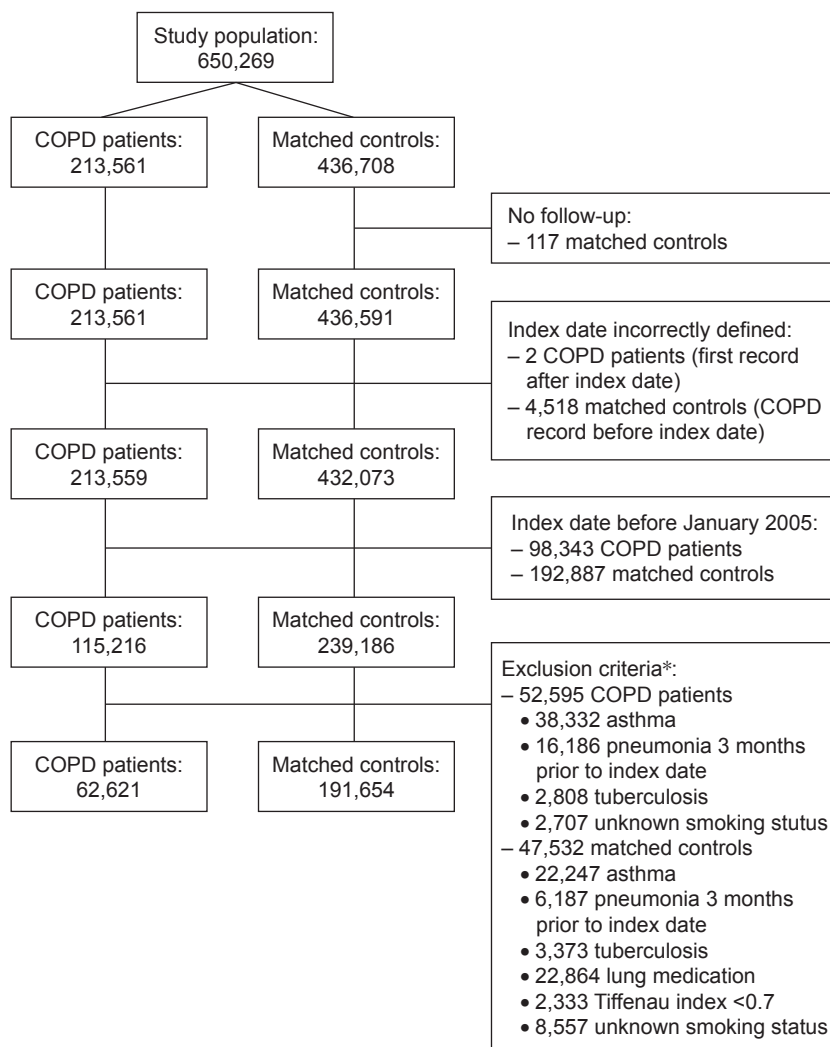 Study population:
650,269
COPD patients:
213,561
Matched controls:
436,708
No follow-up:
– 117 matched controls
COPD patients:
213,561
Matched controls:
436,591
Index date incorrectly defined:
– 2 COPD patients (first record
after index date)
– 4,518 matched controls (COPD
record before index date)
COPD patients:
213,559
Matched controls:
432,073
Index date before January 2005:
– 98,343 COPD patients
– 192,887 matched controls
COPD patients:
115,216
Matched controls:
239,186
Exclusion criteria*:
– 52,595 COPD patients
• 38,332 asthma
• 16,186 pneumonia 3 months
prior to index date
• 2,808 tuberculosis
• 2,707 unknown smoking stutus
– 47,532 matched controls
• 22,247 asthma
• 6,187 pneumonia 3 months
prior to index date
• 3,373 tuberculosis
• 22,864 lung medication
• 2,333 Tiffenau index <0.7
• 8,557 unknown smoking status
COPD patients:
62,621
Matched controls:
191,654